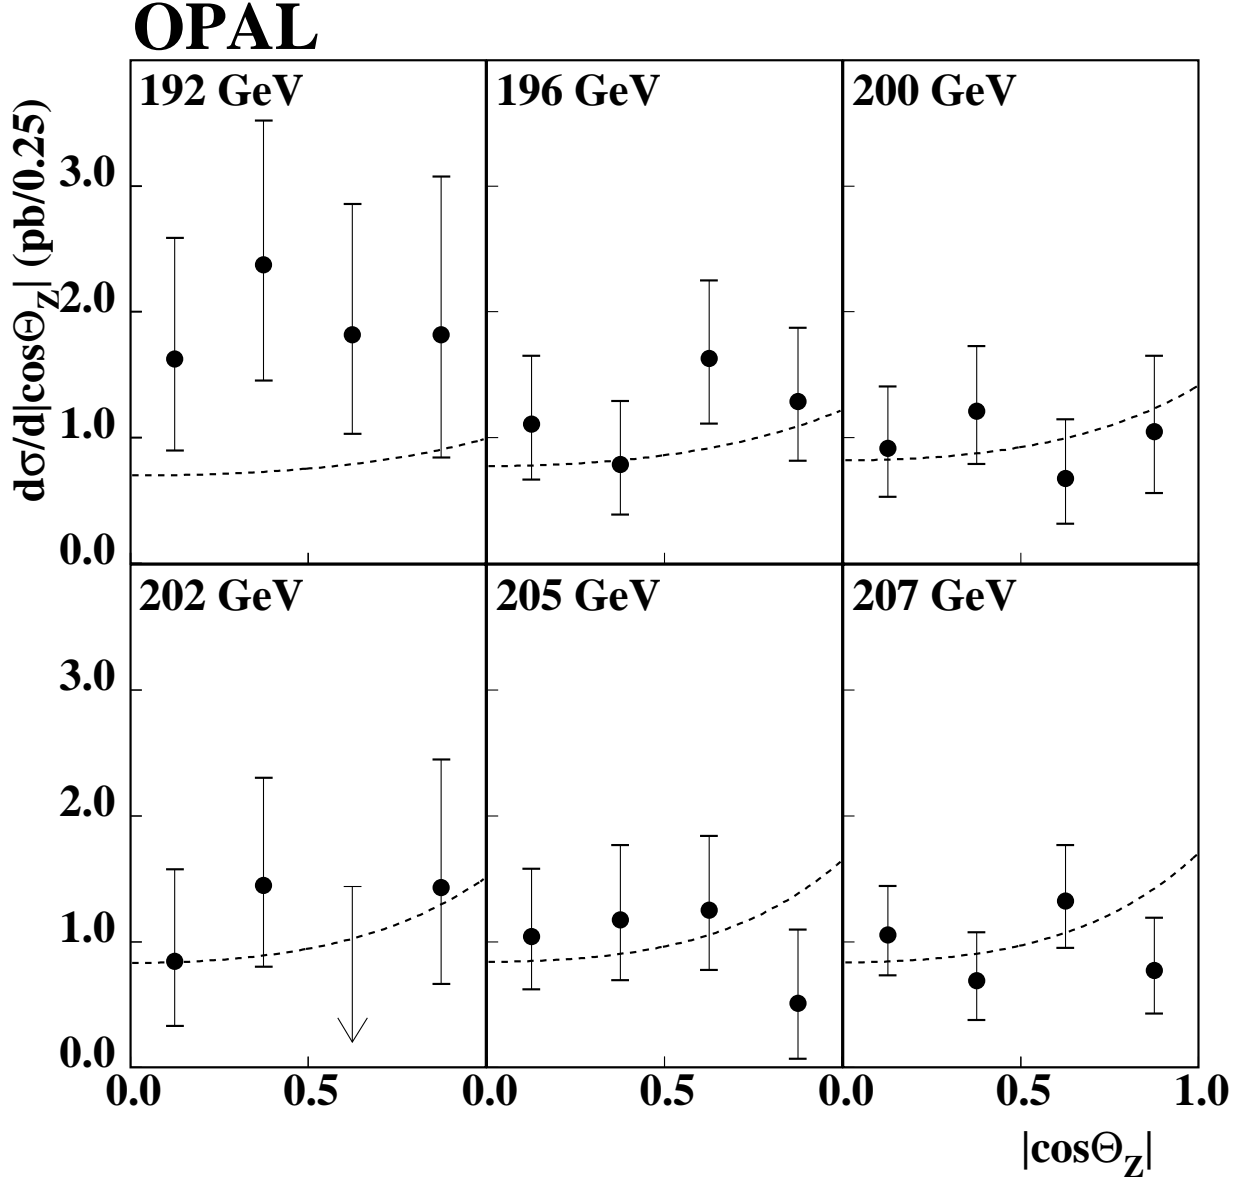 OPAL
192 GeV
196 GeV
200 GeV
dσ/d|cosΘZ| (pb/0.25)
3.0
2.0
1.0
0.0
202 GeV
205 GeV
207 GeV
3.0
2.0
1.0
0.0
0.0 0.5 0.0 0.5 0.0 0.5 1.0
|cosΘZ|